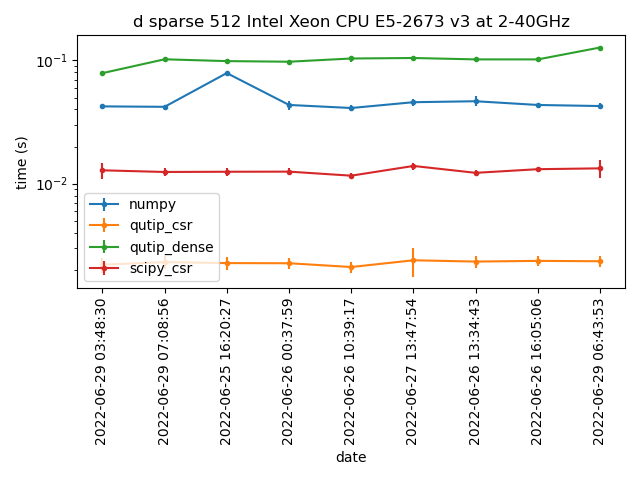 d sparse 512 Intel Xeon CPU E5-2673 v3 at 2-40GHz
time (s)
10⁻¹
10⁻²
numpy
qutip_csr
qutip_dense
scipy_csr
2022-06-29 03:48:30
2022-06-29 07:08:56
2022-06-25 16:20:27
2022-06-26 00:37:59
2022-06-26 10:39:17
2022-06-27 13:47:54
2022-06-26 13:34:43
2022-06-26 16:05:06
2022-06-29 06:43:53
date